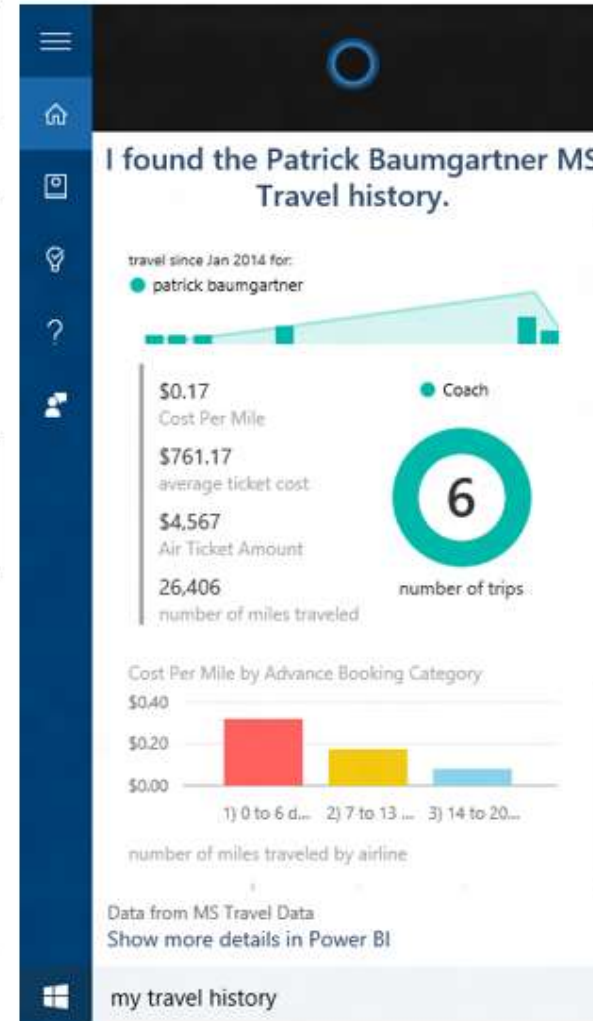 I found the Patrick Baumgartner MS
Travel history.
travel since Jan 2014 for:
patrick baumgartner
$0.17
Cost Per Mile
$761.17
average ticket cost
$4,567
Air Ticket Amount
26,406
number of miles traveled
Coach
6
number of trips
Cost Per Mile by Advance Booking Category
$0.40
$0.20
$0.00
1) 0 to 6 d... 2) 7 to 13 ... 3) 14 to 20...
number of miles traveled by airline
Data from MS Travel Data
Show more details in Power BI
my travel history